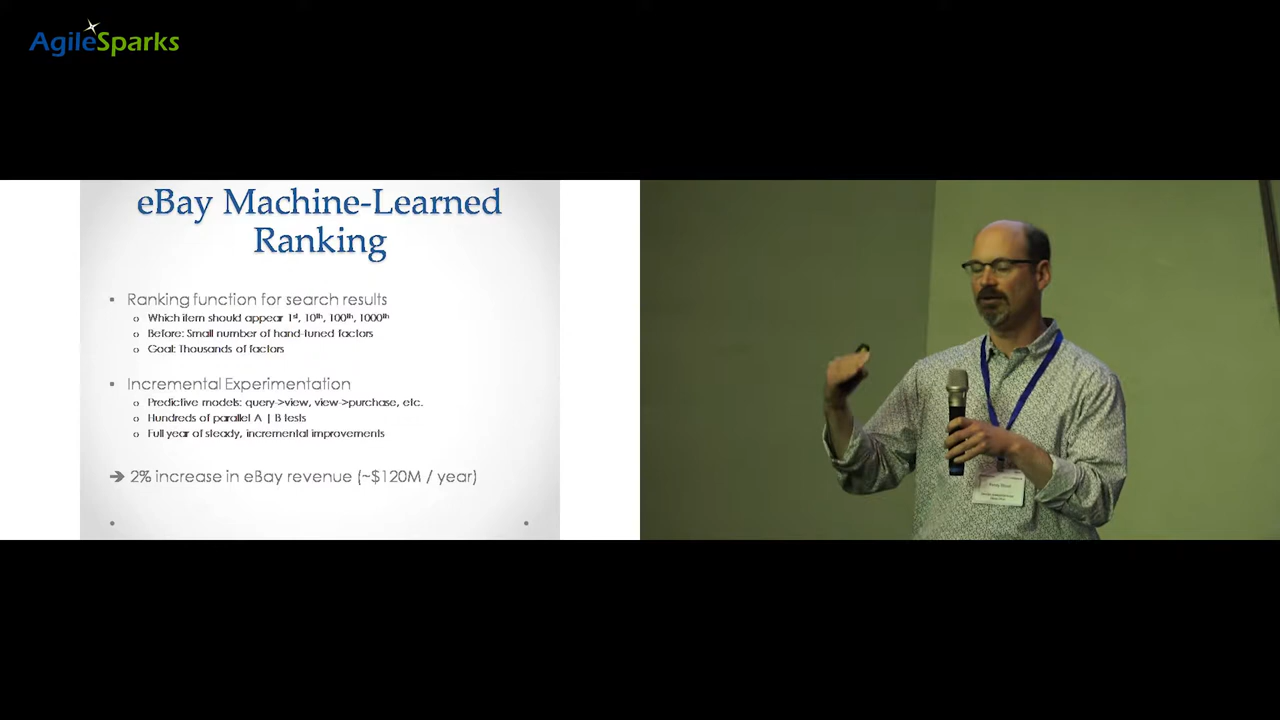 AgileSparks
eBay Machine-Learned
Ranking
▪ Ranking function for search results
o Which item should appear 1st, 10th, 100th, 1000th
o Before: Small number of hand-tuned factors
o Goal: Thousands of factors
▪ Incremental Experimentation
o Predictive models: query->view, view->purchase, etc.
o Hundreds of parallel A | B tests
o Full year of steady, incremental improvements
➔ 2% increase in eBay revenue (~$120M / year)